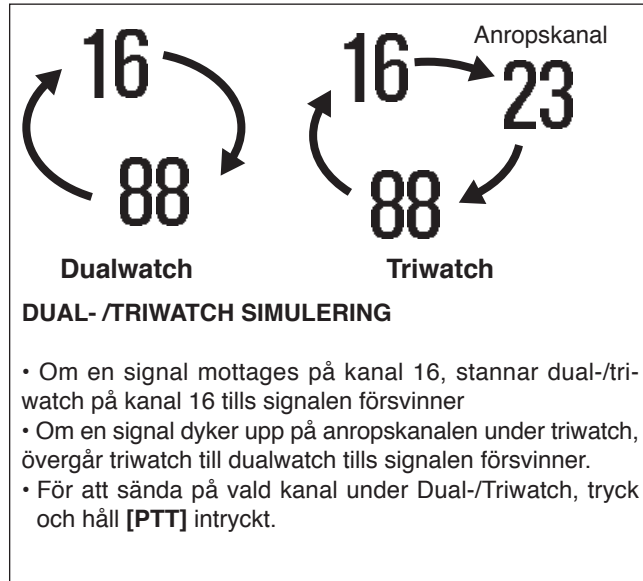 Anropskanal
16
16
23
88
88
Dualwatch
Triwatch
DUAL- /TRIWATCH SIMULERING
• Om en signal mottages på kanal 16, stannar dual-/tri-
watch på kanal 16 tills signalen försvinner
• Om en signal dyker upp på anropskanalen under triwatch,
övergår triwatch till dualwatch tills signalen försvinner.
• För att sända på vald kanal under Dual-/Triwatch, tryck
och håll [PTT] intryckt.